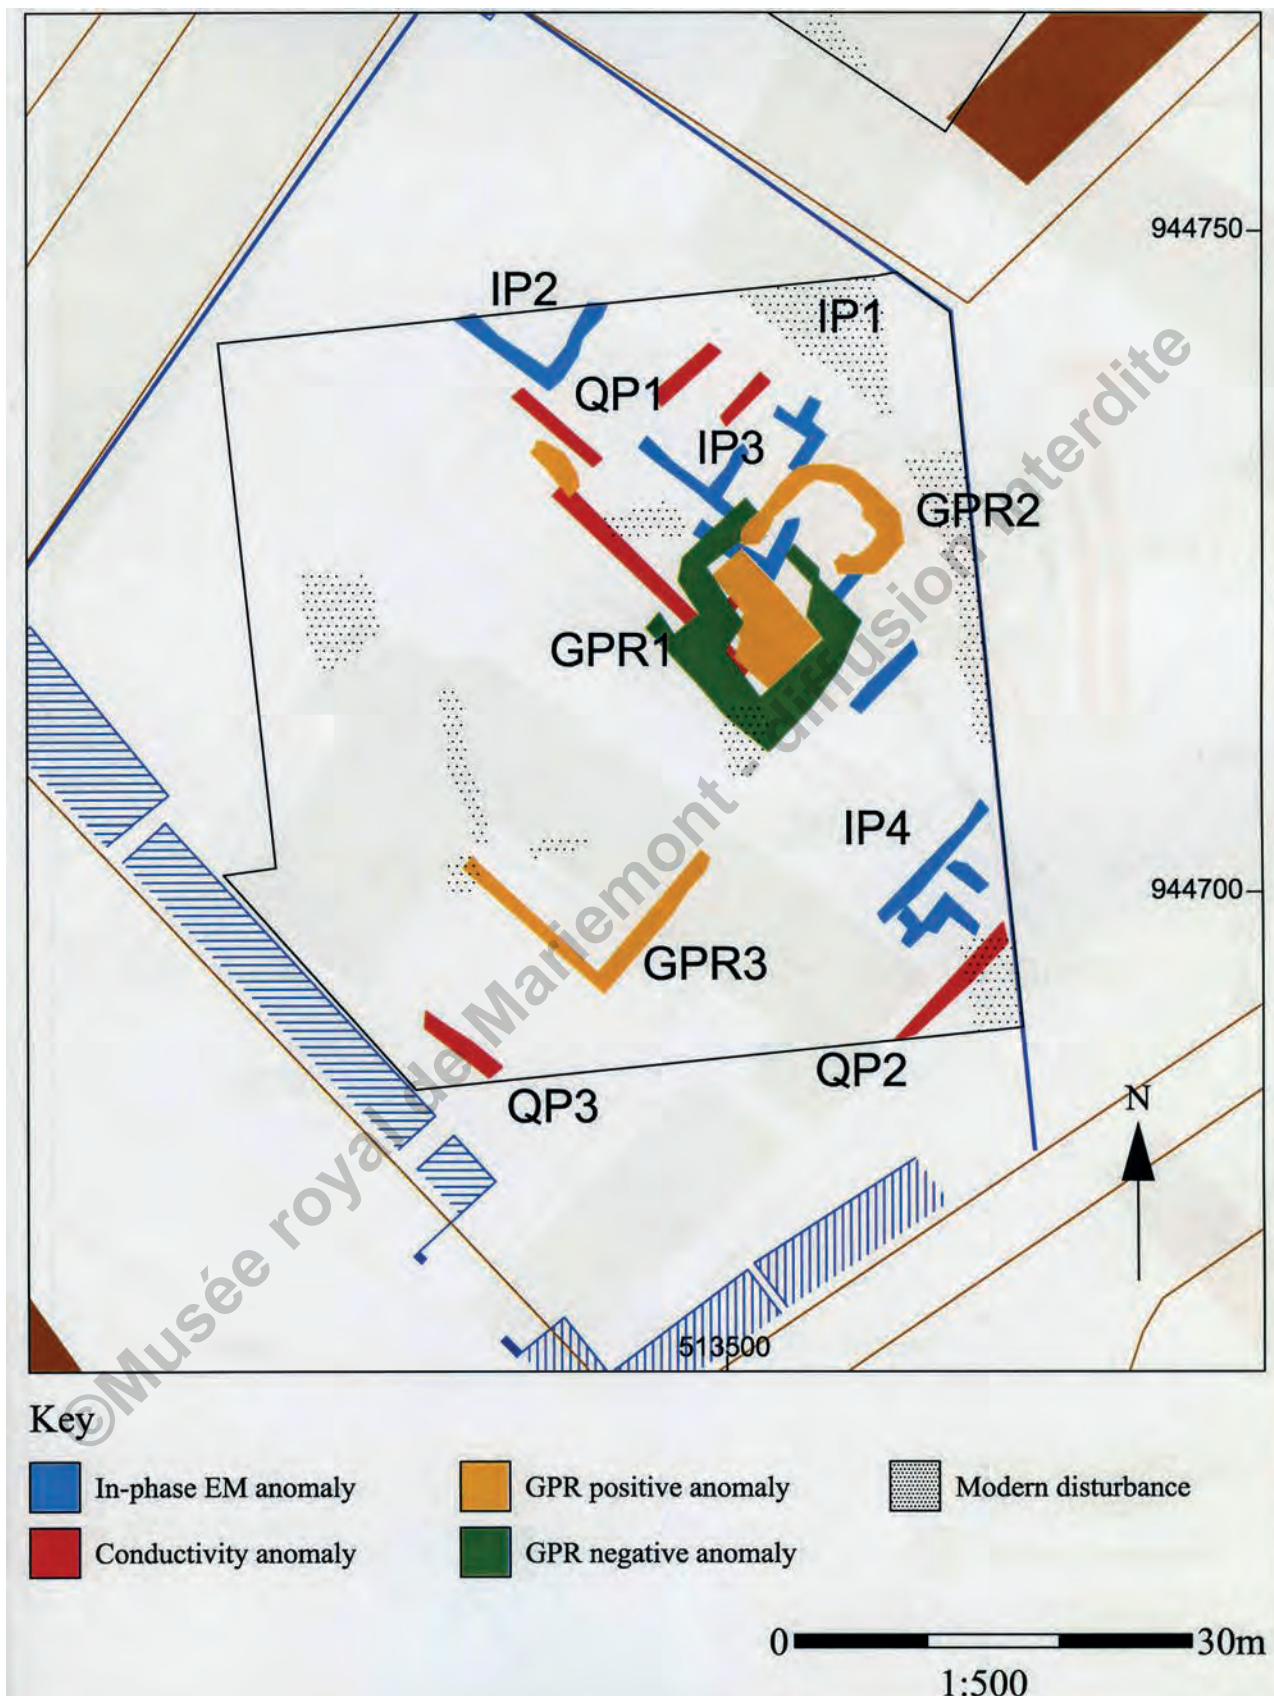 944750
IP2
IP1
QP1
IP3
GPR2
GPR1
IP4
944700
GPR3
QP2
N
QP3
513500
©Musée royal de Mariemont - diffusion interdite
Key
In-phase EM anomaly
GPR positive anomaly
Modern disturbance
Conductivity anomaly
GPR negative anomaly
0 30m
1:500